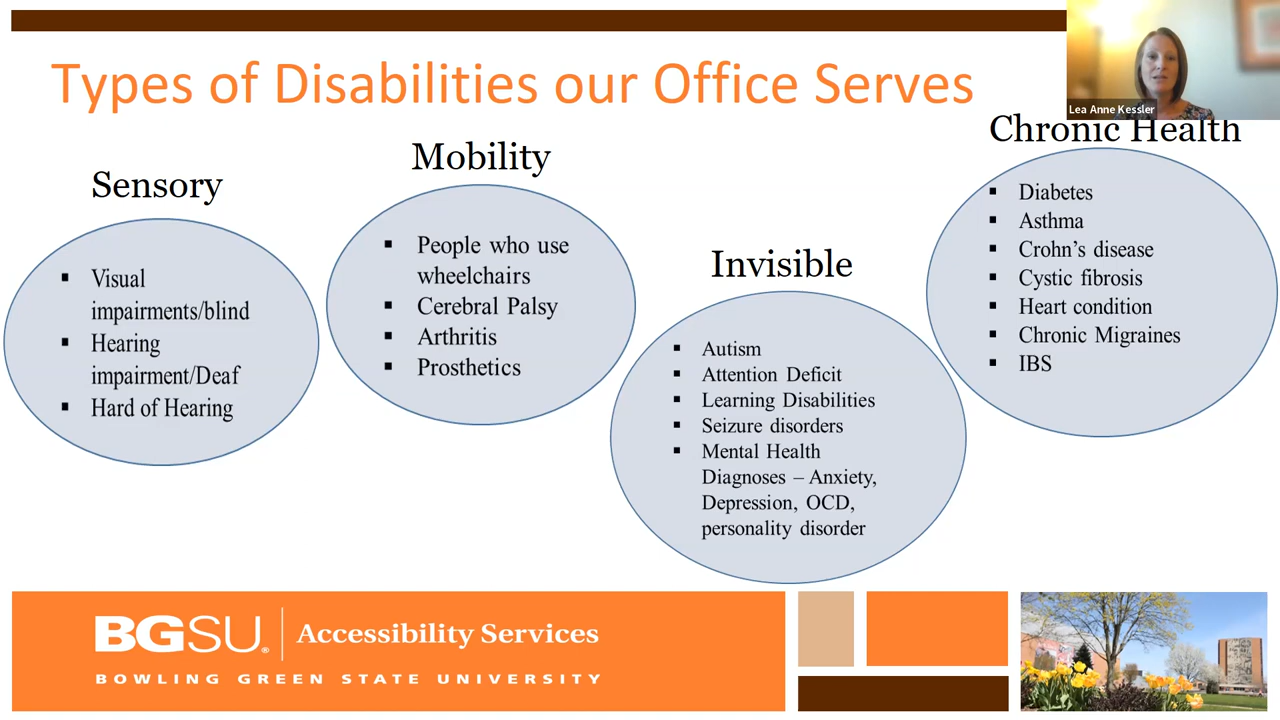 Types of Disabilities our Office Serves
Lea Anne Kessler
Sensory
▪ Visual
impairments/blind
▪ Hearing
impairment/Deaf
▪ Hard of Hearing
Mobility
▪ People who use
wheelchairs
▪ Cerebral Palsy
▪ Arthritis
▪ Prosthetics
Invisible
▪ Autism
▪ Attention Deficit
▪ Learning Disabilities
▪ Seizure disorders
▪ Mental Health
Diagnoses – Anxiety,
Depression, OCD,
personality disorder
Chronic Health
▪ Diabetes
▪ Asthma
▪ Crohn’s disease
▪ Cystic fibrosis
▪ Heart condition
▪ Chronic Migraines
▪ IBS
BGSU® Accessibility Services
BOWLING GREEN STATE UNIVERSITY